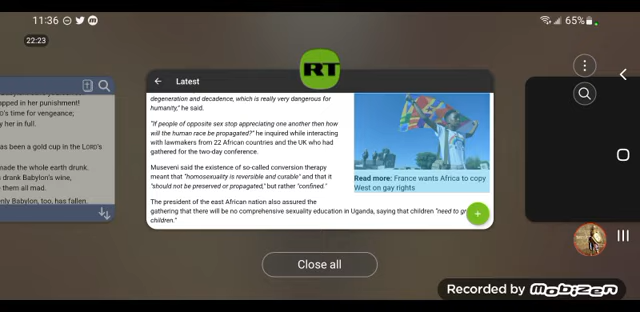 11:36
65%
22:23
RT
Latest
degeneration and decadence, which is really very dangerous for
humanity," he said.
"If people of opposite sex stop appreciating one another then how
will the human race be propagated?" he inquired while interacting
with lawmakers from 22 African countries and the UK who had
gathered for the two-day conference.
Museveni said the existence of so-called conversion therapy
meant that "homosexuality is reversible and curable" and that it
"should not be preserved or propagated," but rather "confined."
The president of the east African nation also assured the
gathering that there will be no comprehensive sexuality education in Uganda, saying that children "need to
children."
Read more: France wants Africa to copy
West on gay rights
apped in her punishment!
D's time for vengeance;
y her in full.
as been a gold cup in the LORD's
made the whole earth drunk.
drank Babylon's wine,
them all mad.
enly Babylon, too, has fallen.
Close all
Recorded by mobizen